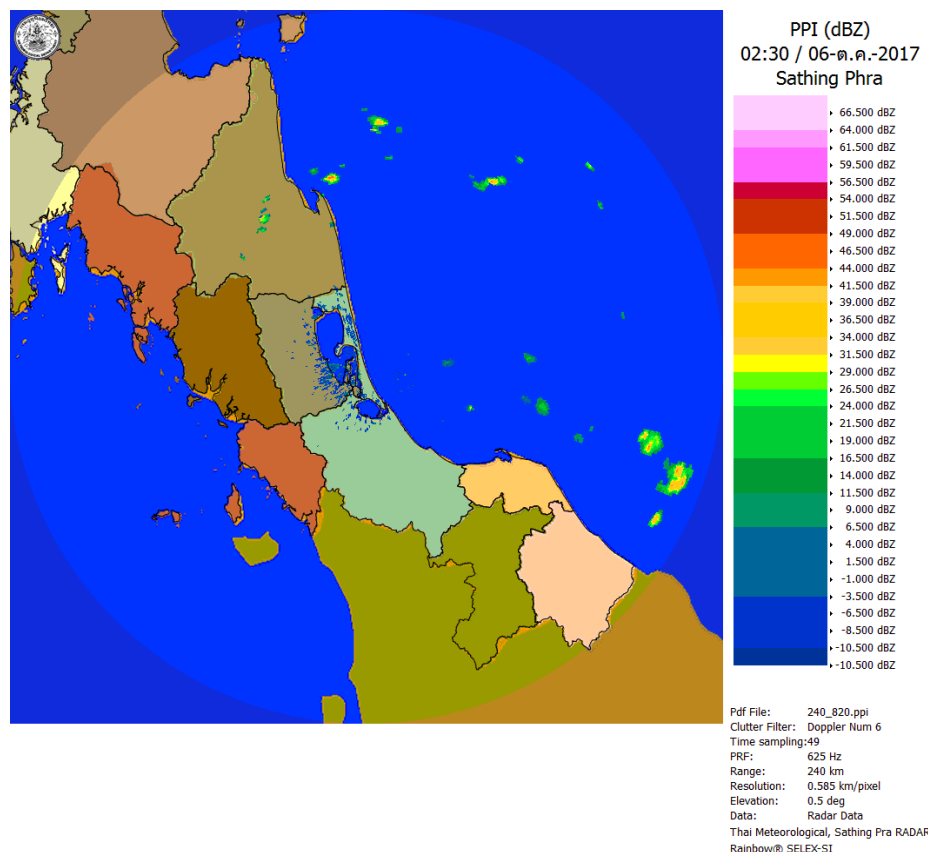 PPI (dBZ)
02:30 / 06-ต.ค.-2017
Sathing Phra
66.500 dBZ
64.000 dBZ
61.500 dBZ
59.500 dBZ
56.500 dBZ
54.000 dBZ
51.500 dBZ
49.000 dBZ
46.500 dBZ
44.000 dBZ
41.500 dBZ
39.000 dBZ
36.500 dBZ
34.000 dBZ
31.500 dBZ
29.000 dBZ
26.500 dBZ
24.000 dBZ
21.500 dBZ
19.000 dBZ
16.500 dBZ
14.000 dBZ
11.500 dBZ
9.000 dBZ
6.500 dBZ
4.000 dBZ
1.500 dBZ
-1.000 dBZ
-3.500 dBZ
-6.500 dBZ
-8.500 dBZ
-10.500 dBZ
-10.500 dBZ
Pdf File: 240_820.ppi
Clutter Filter: Doppler Num 6
Time sampling:49
PRF: 625 Hz
Range: 240 km
Resolution: 0.585 km/pixel
Elevation: 0.5 deg
Data: Radar Data
Thai Meteorological, Sathing Pra RADAR
Rainbow® SELEX-SI